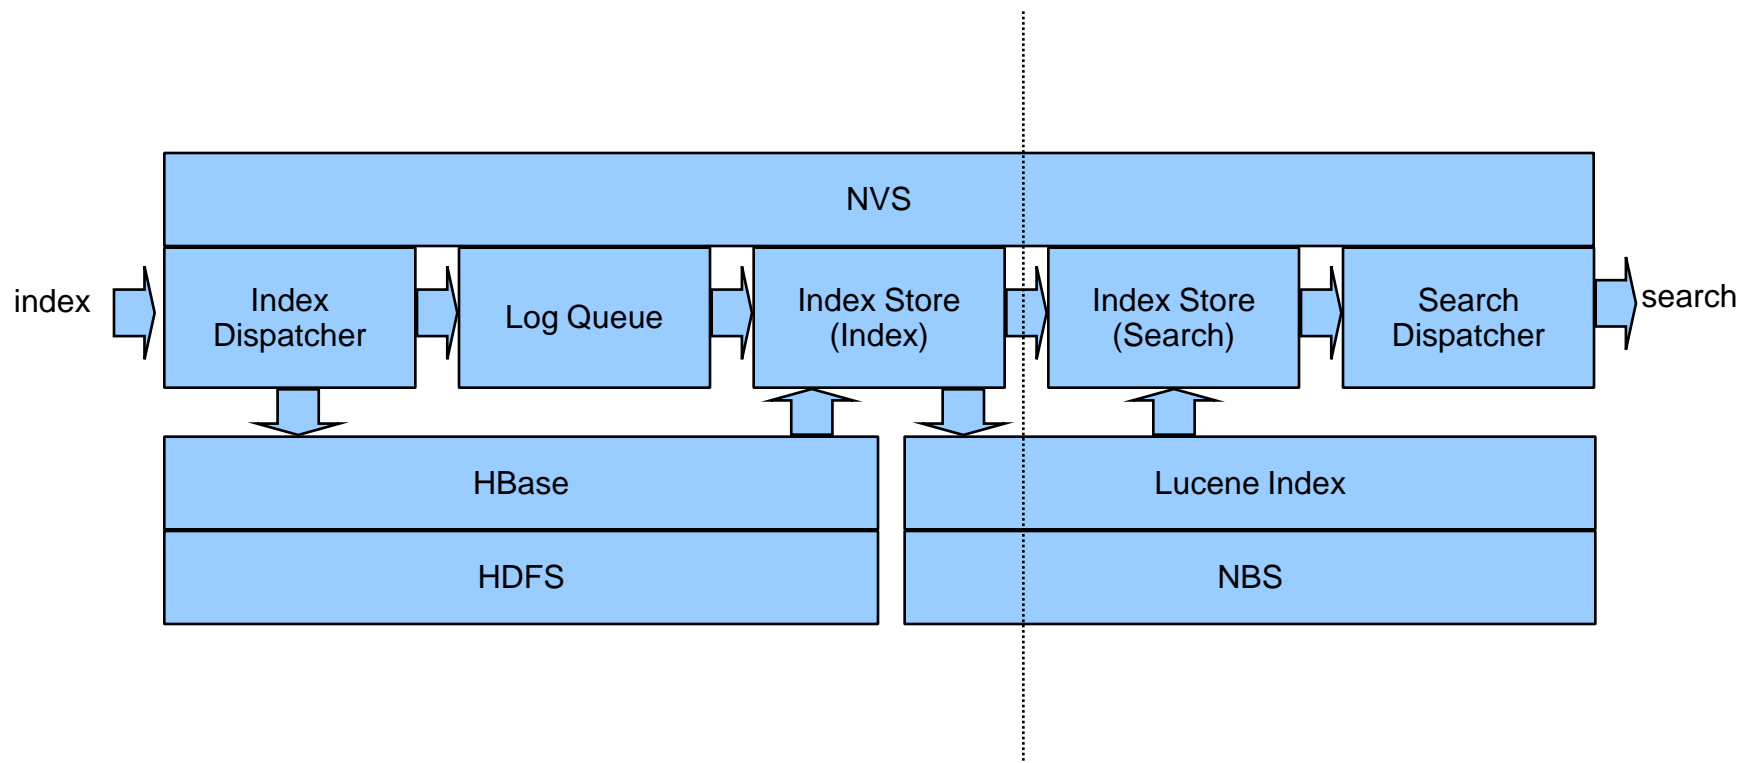 NVS
index
Index
Dispatcher
Log Queue
Index Store
(Index)
Index Store
(Search)
Search
Dispatcher
search
HBase
Lucene Index
HDFS
NBS